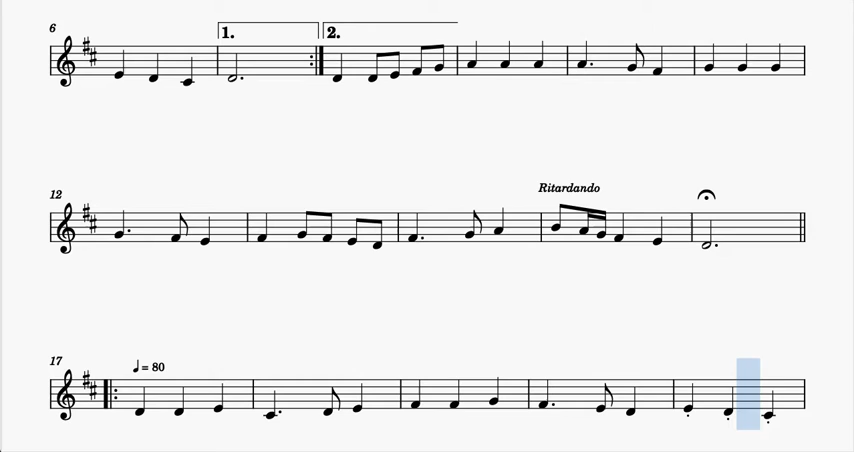 6
1.
2.
12
Ritardando
17
♩ = 80